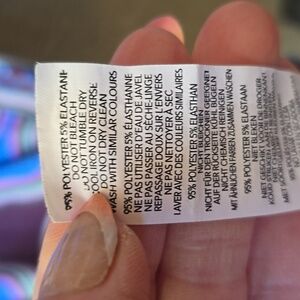 95% POLYESTER 5% ELASTANE
DO NOT BLEACH
DO NOT TUMBLE DRY
COOL IRON ON REVERSE
DO NOT DRY CLEAN
WASH WITH SIMILAR COLOURS
95% POLYESTER 5% ELASTHANNE
NE PAS UTILISER D'EAU DE JAVEL
NE PAS PASSER AU SÈCHE-LINGE
REPASSAGE DOUX SUR L'ENVERS
NE PAS NETTOYER À SEC
LAVER AVEC DES COULEURS SIMILAIRES
95% POLYESTER 5% ELASTHAN
NICHT BLEICHEN
NICHT FÜR DEN TROCKNER GEEIGNET
AUF DER RÜCKSEITE KÜHL BÜGELN
NICHT CHEMISCH REINIGEN
MIT ÄHNLICHEN FARBEN ZUSAMMEN WASCHEN
95% POLYESTER 5% ELASTAAN
NIET BLEKEN